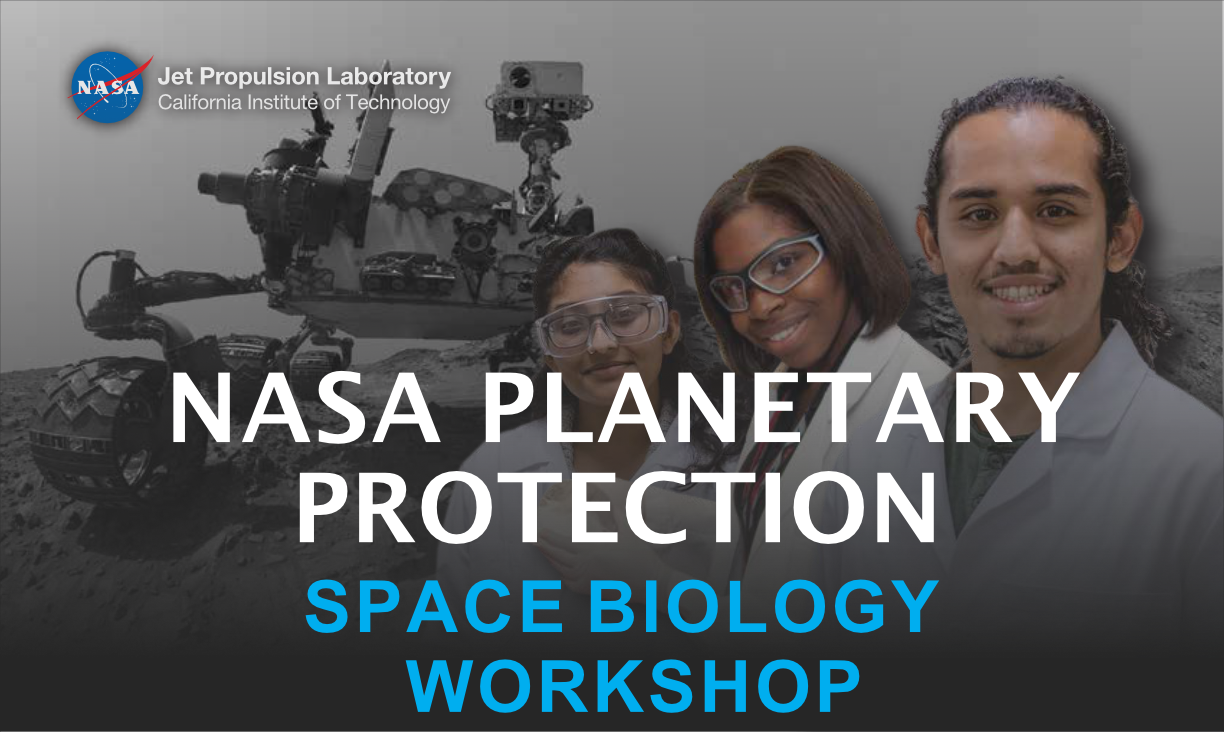 NASA
Jet Propulsion Laboratory
California Institute of Technology
NASA PLANETARY
PROTECTION
SPACE BIOLOGY
WORKSHOP